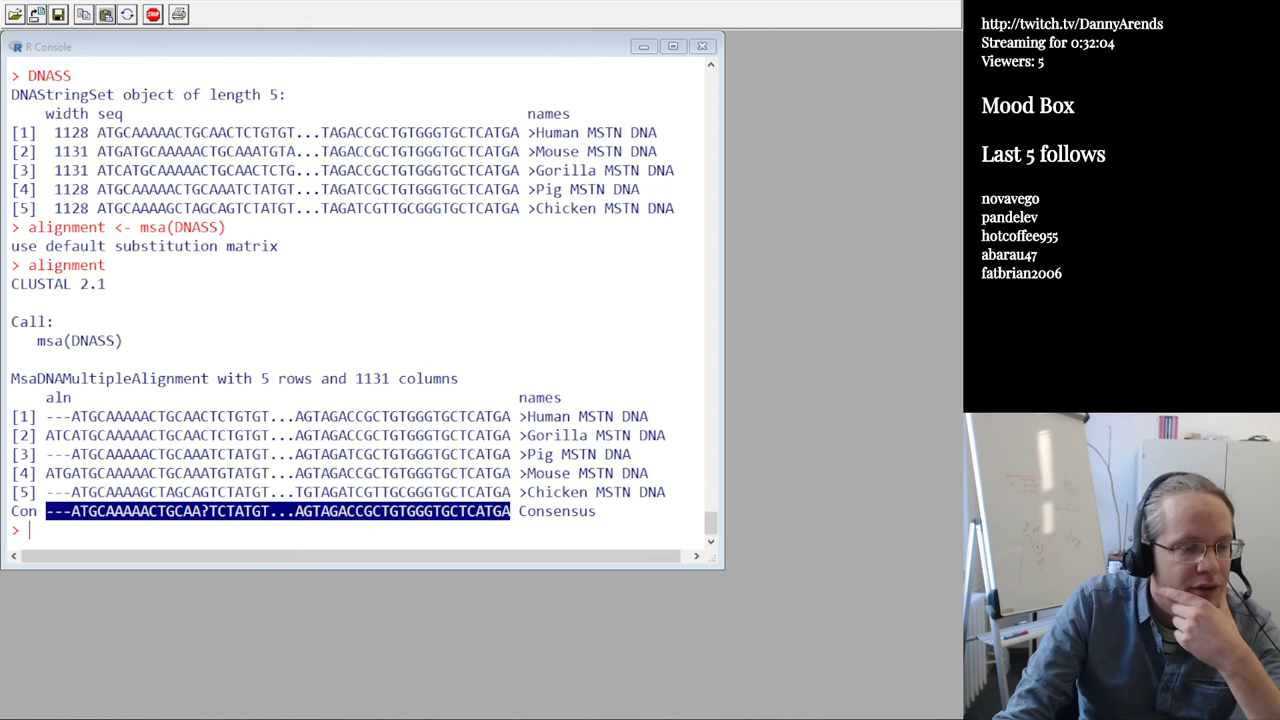 R Console
> DNASS
DNAStringSet object of length 5:
width seq names
[1] 1128 ATGCAAAAACTGCAACTCTGTGT...TAGACCGCTGTGGGTGCTCATGA >Human MSTN DNA
[2] 1131 ATGATGCAAAAACTGCAAATGTA...TAGACCGCTGTGGGTGCTCATGA >Mouse MSTN DNA
[3] 1131 ATCATGCAAAAACTGCAACTCTG...TAGACCGCTGTGGGTGCTCATGA >Gorilla MSTN DNA
[4] 1128 ATGCAAAAACTGCAAATCTATGT...TAGATCGCTGTGGGTGCTCATGA >Pig MSTN DNA
[5] 1128 ATGCAAAAGCTAGCAGTCTATGT...TAGATCGTTGCGGGTGCTCATGA >Chicken MSTN DNA
> alignment <- msa(DNASS)
use default substitution matrix
> alignment
CLUSTAL 2.1
Call:
msa(DNASS)
MsaDNAMultipleAlignment with 5 rows and 1131 columns
aln names
[1] ---ATGCAAAAACTGCAACTCTGTGT...AGTAGACCGCTGTGGGTGCTCATGA >Human MSTN DNA
[2] ATCATGCAAAAACTGCAACTCTGTGT...AGTAGACCGCTGTGGGTGCTCATGA >Gorilla MSTN DNA
[3] ---ATGCAAAAACTGCAAATCTATGT...AGTAGATCGCTGTGGGTGCTCATGA >Pig MSTN DNA
[4] ATGATGCAAAAACTGCAAATGTATGT...AGTAGACCGCTGTGGGTGCTCATGA >Mouse MSTN DNA
[5] ---ATGCAAAAGCTAGCAGTCTATGT...TGTAGATCGTTGCGGGTGCTCATGA >Chicken MSTN DNA
Con ---ATGCAAAAACTGCAA?TCTATGT...AGTAGACCGCTGTGGGTGCTCATGA Consensus
>
http://twitch.tv/DannyArends
Streaming for 0:32:04
Viewers: 5
Mood Box
Last 5 follows
novavego
pandelev
hotcoffee955
abarau47
fatbrian2006